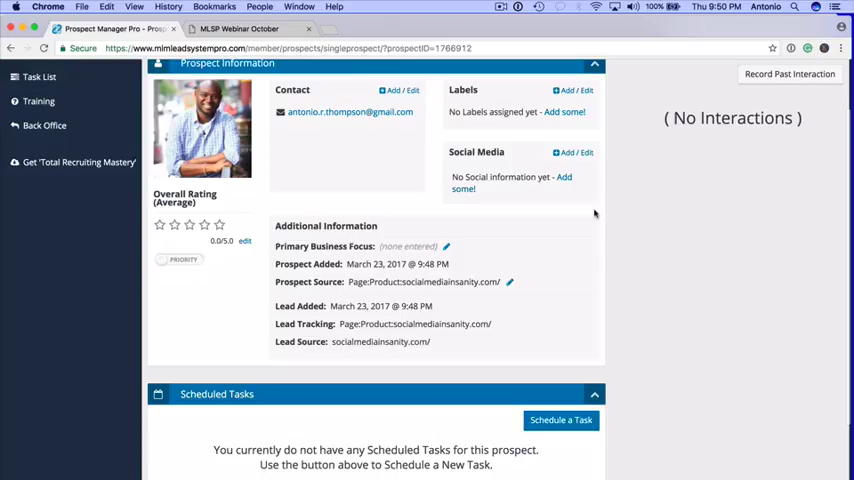 Chrome File Edit View History Bookmarks People Window Help 100% Thu 9:50 PM Antonio
Prospect Manager Pro - Prosp
MLSP Webinar October
Antonio
Secure https://www.mlmleadsystempro.com/member/prospects/singleprospect/?prospectID=1766912
Task List
Training
Back Office
Get 'Total Recruiting Mastery'
Prospect Information
Contact
Add / Edit
antonio.r.thompson@gmail.com
Labels
Add / Edit
No Labels assigned yet - Add some!
Social Media
Add / Edit
No Social information yet - Add
some!
Overall Rating
(Average)
0.0/5.0 edit
PRIORITY
Additional Information
Primary Business Focus: (none entered)
Prospect Added: March 23, 2017 @ 9:48 PM
Prospect Source: Page:Product:socialmediainsanity.com/
Lead Added: March 23, 2017 @ 9:48 PM
Lead Tracking: Page:Product:socialmediainsanity.com/
Lead Source: socialmediainsanity.com/
Scheduled Tasks
Schedule a Task
You currently do not have any Scheduled Tasks for this prospect.
Use the button above to Schedule a New Task.
Record Past Interaction
( No Interactions )